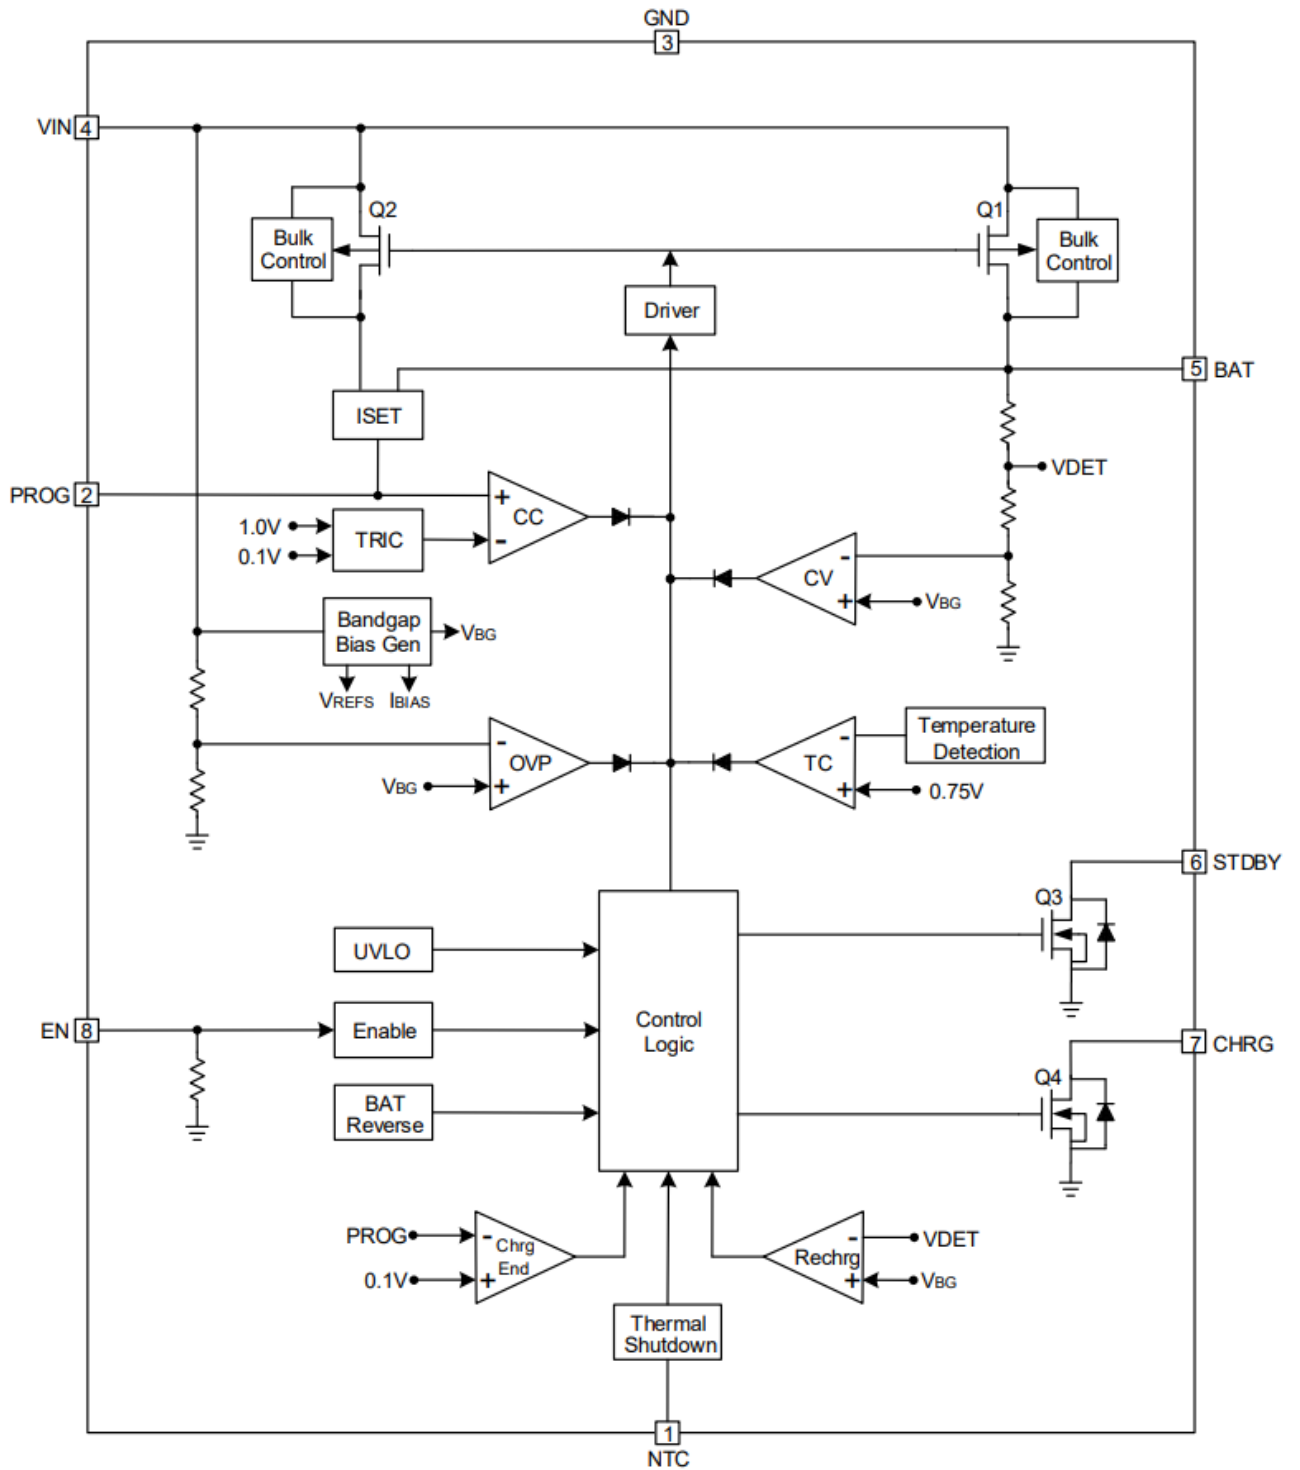 GND
3
VIN 4
Q2
Q1
Bulk
Control
Bulk
Control
Driver
5 BAT
ISET
PROG 2
VDET
+
CC
-
1.0V
TRIC
0.1V
-
CV
+
VBG
Bandgap
Bias Gen
VBG
VREFS IBIAS
-
OVP
+
VBG
-
TC
+
Temperature
Detection
0.75V
6 STDBY
Q3
UVLO
EN 8
Enable
Control
Logic
7 CHRG
Q4
BAT
Reverse
PROG
- Chrg
End
+
0.1V
-
Rechrg
+
VDET
VBG
Thermal
Shutdown
1
NTC